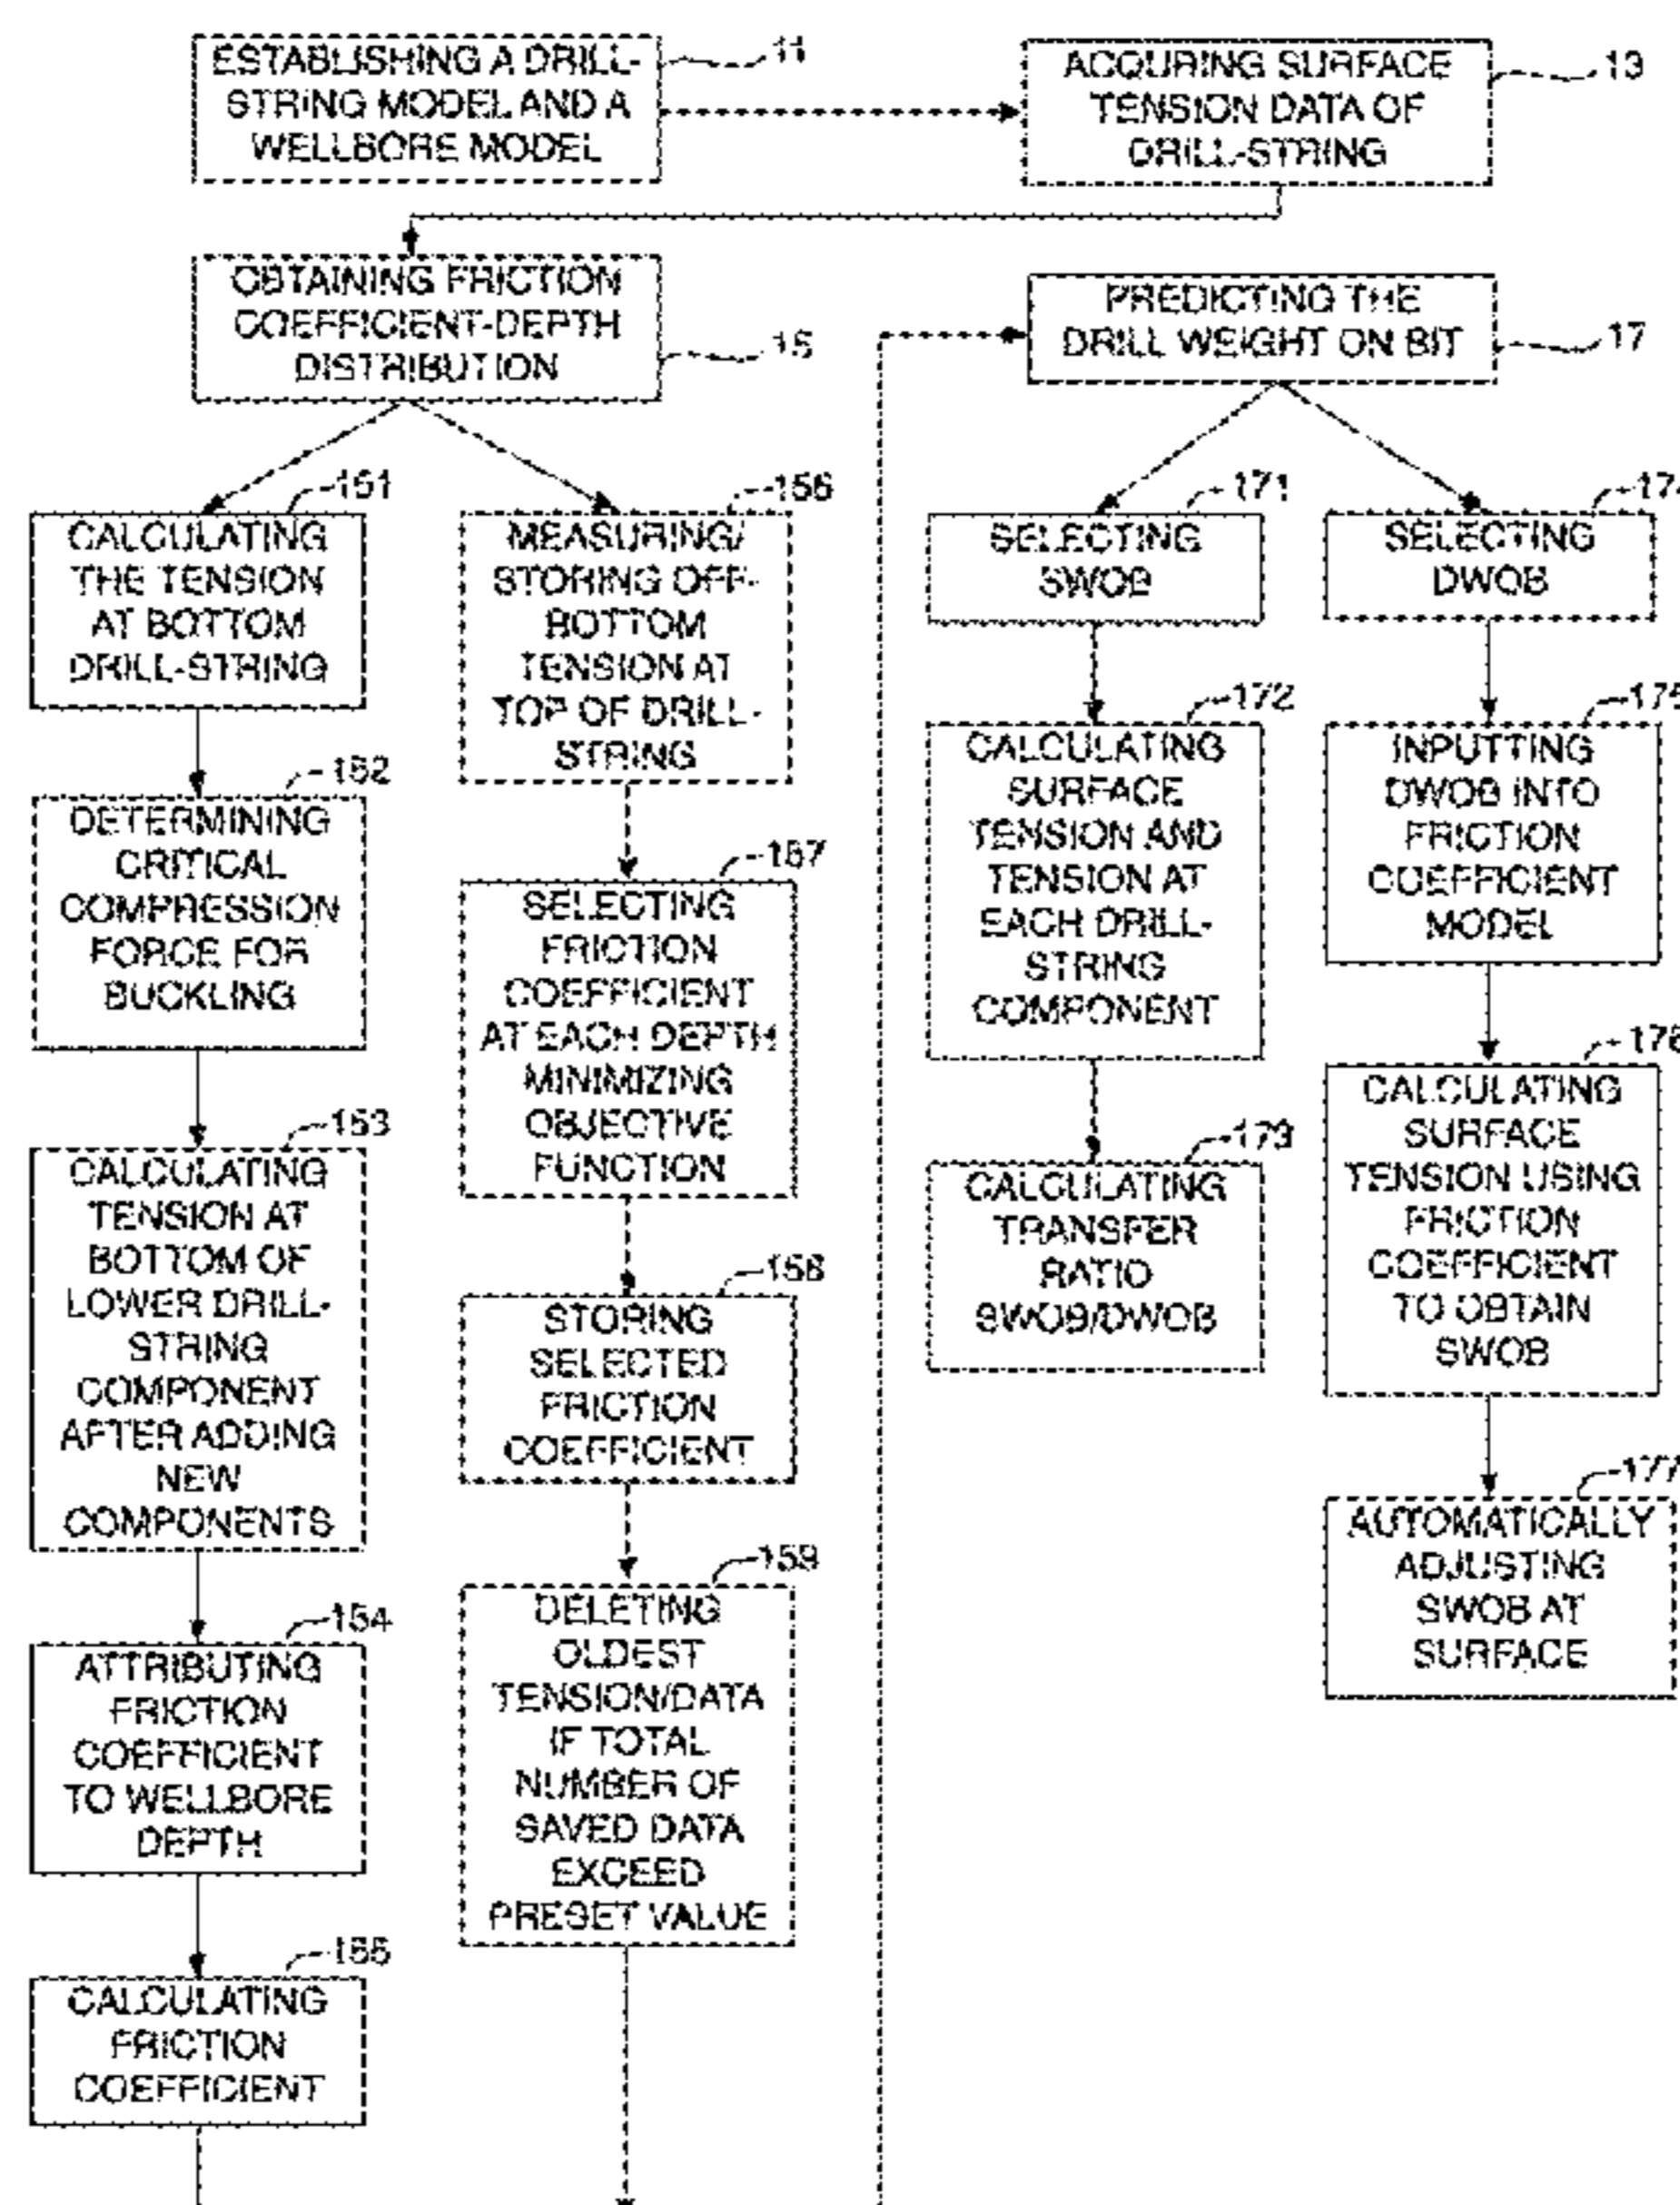 ESTABLISHING A DRILL-
STRING MODEL AND A
WELLBORE MODEL
11
ACQURING SURFACE
TENSION DATA OF
DRILL-STRING
13
OBTAINING FRICTION
COEFFICIENT-DEPTH
DISTRIBUTION
15
PREDICTING THE
DRILL WEIGHT ON BIT
17
151
CALCULATING
THE TENSION
AT BOTTOM
DRILL-STRING
152
DETERMINING
CRITICAL
COMPRESSION
FORCE FOR
BUCKLING
153
CALCULATING
TENSION AT
BOTTOM OF
LOWER DRILL-
STRING
COMPONENT
AFTER ADDING
NEW
COMPONENTS
154
ATTRIBUTING
FRICTION
COEFFICIENT
TO WELLBORE
DEPTH
155
CALCULATING
FRICTION
COEFFICIENT
156
MEASURING/
STORING OFF-
BOTTOM
TENSION AT
TOP OF DRILL-
STRING
157
SELECTING
FRICTION
COEFFICIENT
AT EACH DEPTH
MINIMIZING
OBJECTIVE
FUNCTION
158
STORING
SELECTED
FRICTION
COEFFICIENT
159
DELETING
OLDEST
TENSION/DATA
IF TOTAL
NUMBER OF
SAVED DATA
EXCEED
PRESET VALUE
171
SELECTING
SWOB
172
CALCULATING
SURFACE
TENSION AND
TENSION AT
EACH DRILL-
STRING
COMPONENT
173
CALCULATING
TRANSFER
RATIO
SWOB/DWOB
174
SELECTING
DWOB
175
INPUTTING
DWOB INTO
FRICTION
COEFFICIENT
MODEL
176
CALCULATING
SURFACE
TENSION USING
FRICTION
COEFFICIENT
TO OBTAIN
SWOB
177
AUTOMATICALLY
ADJUSTING
SWOB AT
SURFACE